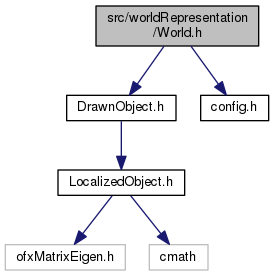 src/worldRepresentation
/World.h
DrawnObject.h
config.h
LocalizedObject.h
ofxMatrixEigen.h
cmath